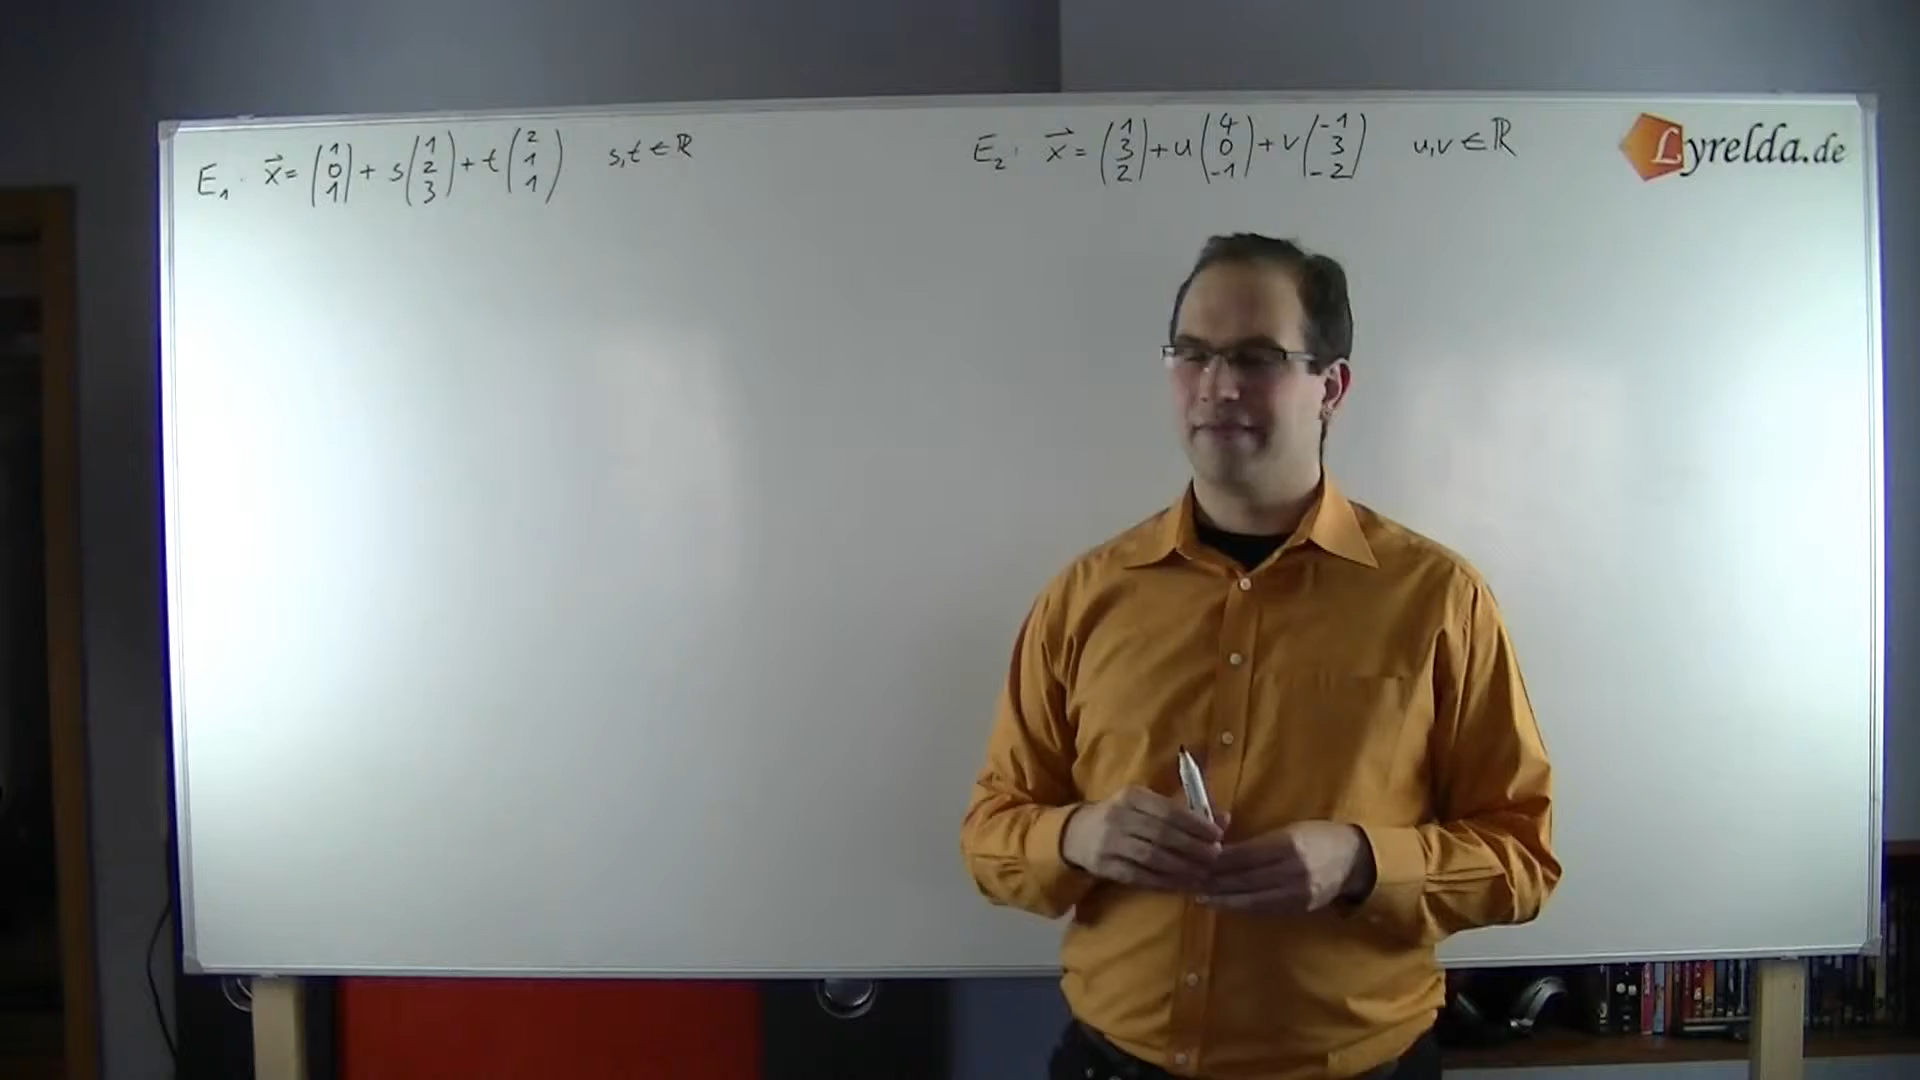 E₁: x⃗ = (1 0 1) + s(1 2 3) + t(2 1 1) s,t ∈ ℝ
E₂: x⃗ = (1 3 2) + u(4 0 -1) + v(-1 3 -2) u,v ∈ ℝ
Lyrelda.de